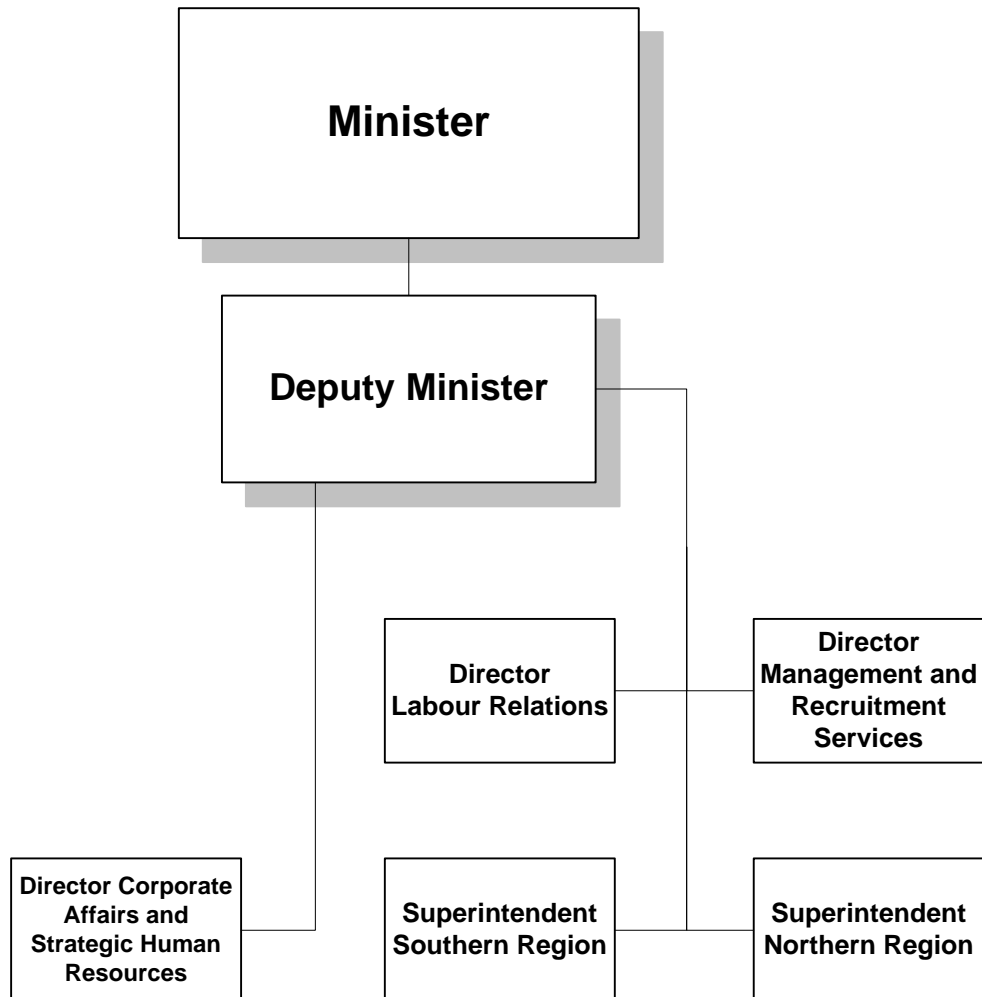 Minister
Deputy Minister
Director
Labour Relations
Director
Management and
Recruitment
Services
Director Corporate
Affairs and
Strategic Human
Resources
Superintendent
Southern Region
Superintendent
Northern Region